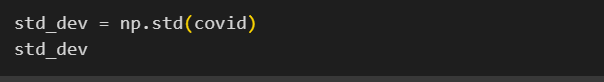 std_dev = np.std(covid)
std_dev